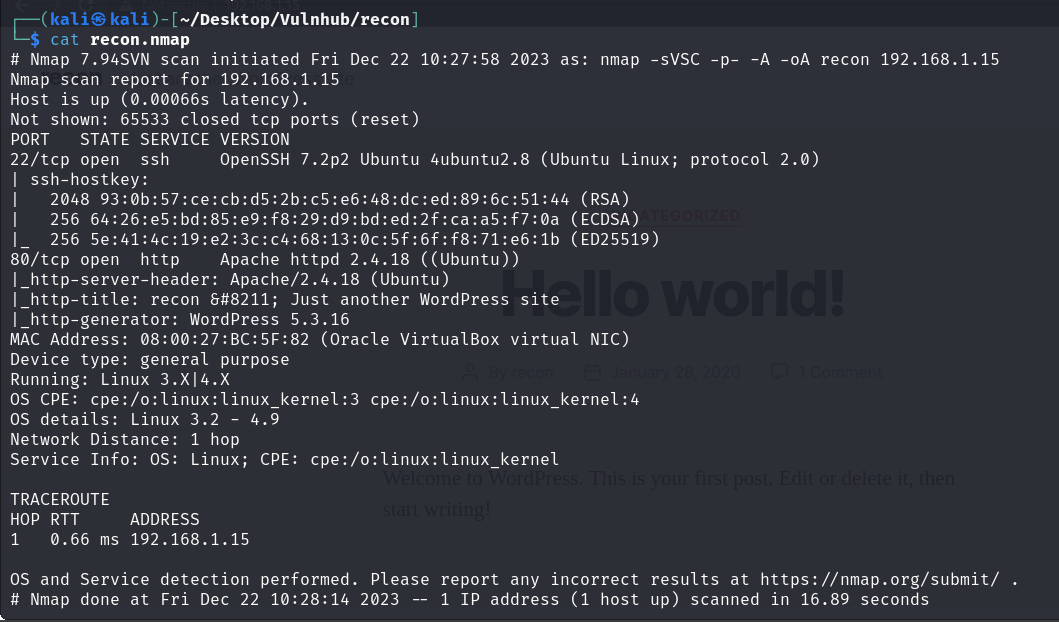 ┌──(kali㉿kali)-[~/Desktop/Vulnhub/recon]
└─$ cat recon.nmap
# Nmap 7.94SVN scan initiated Fri Dec 22 10:27:58 2023 as: nmap -sVSC -p- -A -oA recon 192.168.1.15
Nmap scan report for 192.168.1.15
Host is up (0.00066s latency).
Not shown: 65533 closed tcp ports (reset)
PORT   STATE SERVICE VERSION
22/tcp open  ssh     OpenSSH 7.2p2 Ubuntu 4ubuntu2.8 (Ubuntu Linux; protocol 2.0)
| ssh-hostkey:
|   2048 93:0b:57:ce:cb:d5:2b:c5:e6:48:dc:ed:89:6c:51:44 (RSA)
|   256 64:26:e5:bd:85:e9:f8:29:d9:bd:ed:2f:ca:a5:f7:0a (ECDSA)
|_  256 5e:41:4c:19:e2:3c:c4:68:13:0c:5f:6f:f8:71:e6:1b (ED25519)
80/tcp open  http    Apache httpd 2.4.18 ((Ubuntu))
|_http-server-header: Apache/2.4.18 (Ubuntu)
|_http-title: recon &#8211; Just another WordPress site
|_http-generator: WordPress 5.3.16
MAC Address: 08:00:27:BC:5F:82 (Oracle VirtualBox virtual NIC)
Device type: general purpose
Running: Linux 3.X|4.X
OS CPE: cpe:/o:linux:linux_kernel:3 cpe:/o:linux:linux_kernel:4
OS details: Linux 3.2 - 4.9
Network Distance: 1 hop
Service Info: OS: Linux; CPE: cpe:/o:linux:linux_kernel
TRACEROUTE
HOP RTT     ADDRESS
1   0.66 ms 192.168.1.15
OS and Service detection performed. Please report any incorrect results at https://nmap.org/submit/ .
# Nmap done at Fri Dec 22 10:28:14 2023 -- 1 IP address (1 host up) scanned in 16.89 seconds
Hello world!
By recon
January 28, 2020
1 Comment
Welcome to WordPress. This is your first post. Edit or delete it, then
start writing!